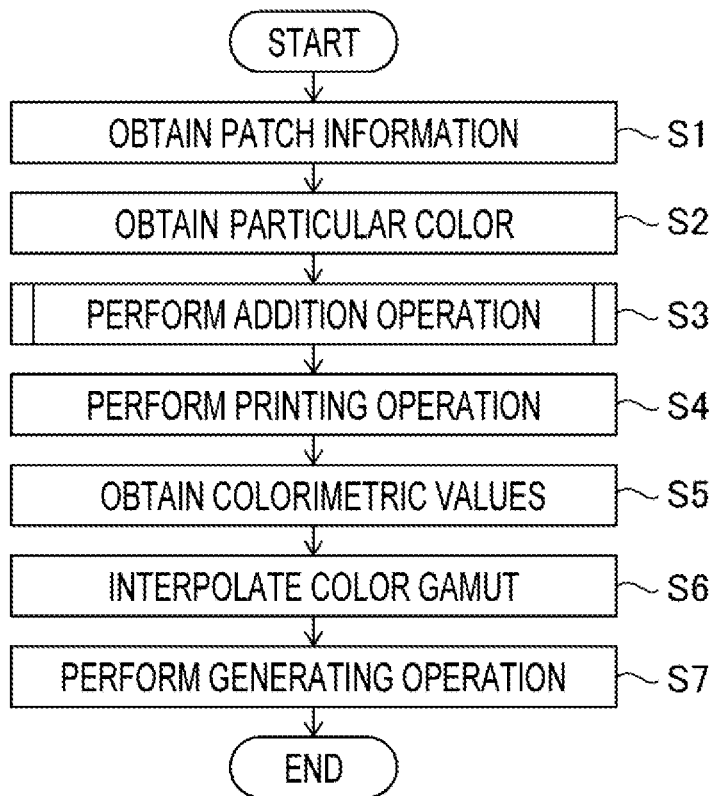 START
OBTAIN PATCH INFORMATION S1
OBTAIN PARTICULAR COLOR S2
PERFORM ADDITION OPERATION S3
PERFORM PRINTING OPERATION S4
OBTAIN COLORIMETRIC VALUES S5
INTERPOLATE COLOR GAMUT S6
PERFORM GENERATING OPERATION S7
END